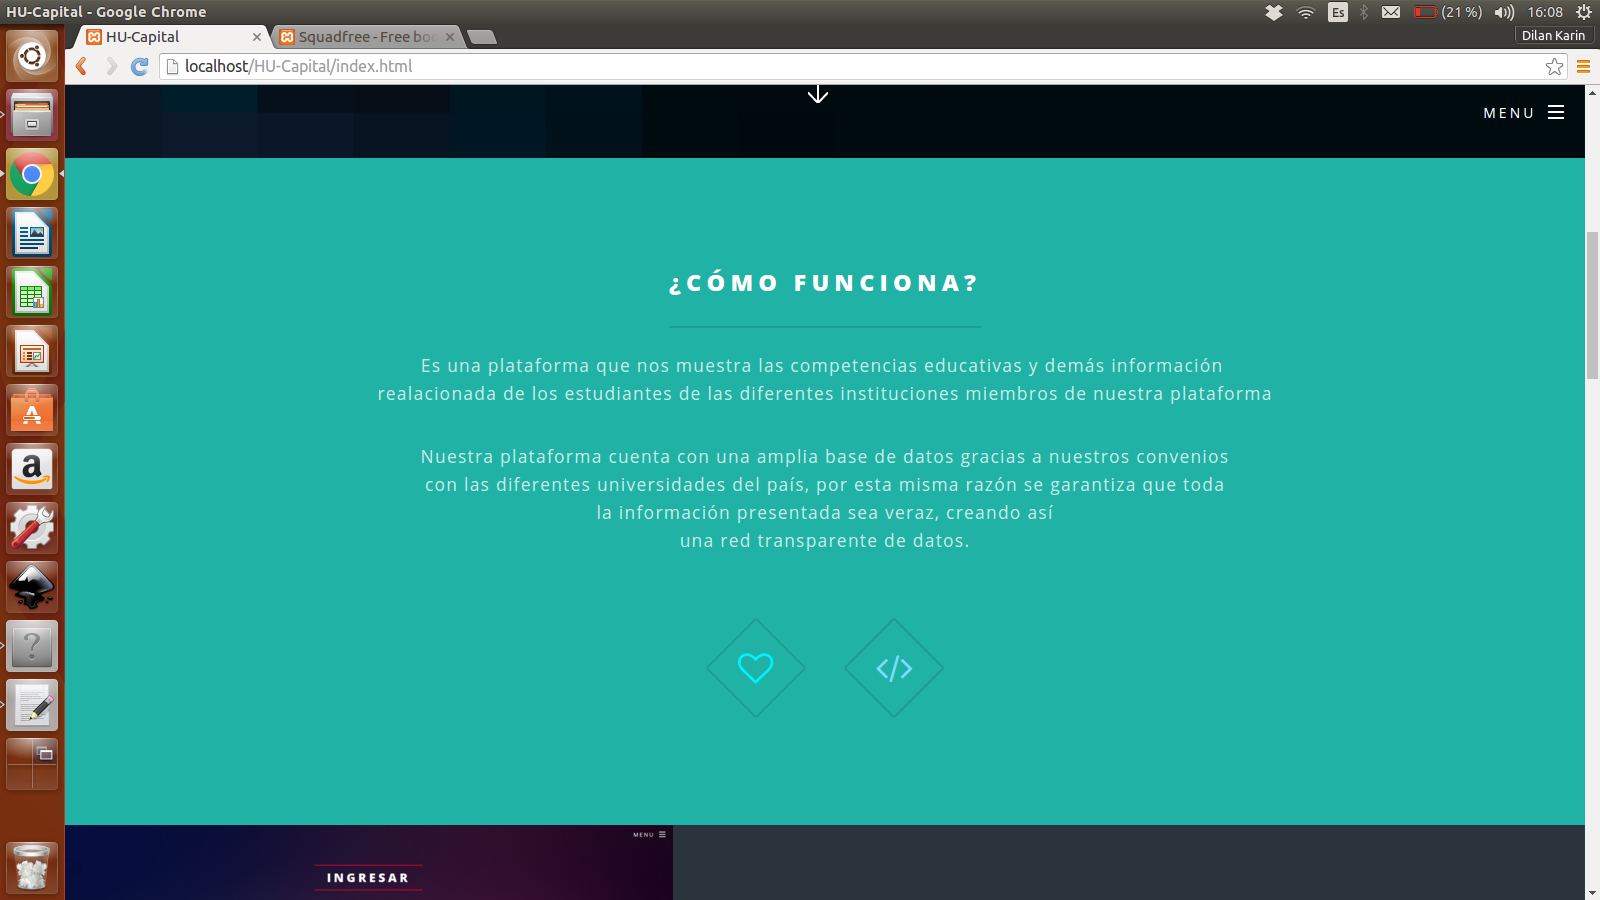 HU-Capital - Google Chrome
Es
(21 %)
16:08
HU-Capital
Squadfree - Free bo
Dilan Karin
localhost/HU-Capital/index.html
MENU
¿CÓMO FUNCIONA?
Es una plataforma que nos muestra las competencias educativas y demás información
realacionada de los estudiantes de las diferentes instituciones miembros de nuestra plataforma
Nuestra plataforma cuenta con una amplia base de datos gracias a nuestros convenios
con las diferentes universidades del país, por esta misma razón se garantiza que toda
la información presentada sea veraz, creando así
una red transparente de datos.
</>
MENU
INGRESAR